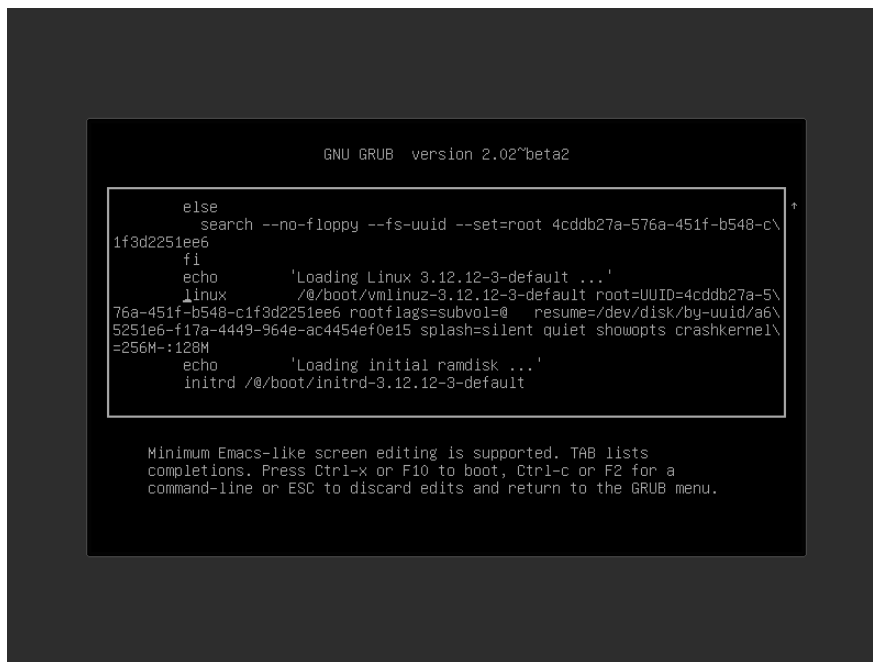 GNU GRUB  version 2.02~beta2
else
search --no-floppy --fs-uuid --set=root 4cddb27a-576a-451f-b548-c\
1f3d2251ee6
fi
echo        'Loading Linux 3.12.12-3-default ...'
linux        /@/boot/vmlinuz-3.12.12-3-default root=UUID=4cddb27a-5\
76a-451f-b548-c1f3d2251ee6 rootflags=subvol=@   resume=/dev/disk/by-uuid/a6\
5251e6-f17a-4449-964e-ac4454ef0e15 splash=silent quiet showopts crashkernel\
=256M-:128M
echo        'Loading initial ramdisk ...'
initrd /@/boot/initrd-3.12.12-3-default
Minimum Emacs-like screen editing is supported. TAB lists
completions. Press Ctrl-x or F10 to boot, Ctrl-c or F2 for a
command-line or ESC to discard edits and return to the GRUB menu.